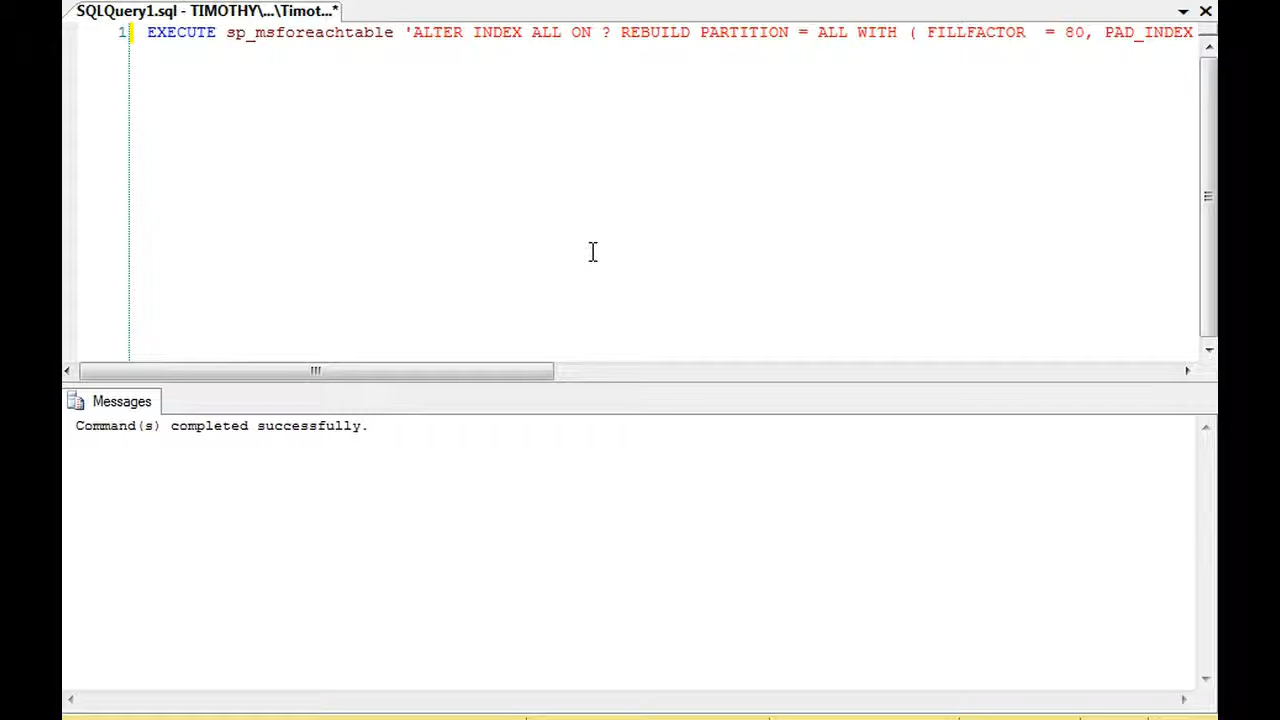 SQLQuery1.sql - TIMOTHY\...\Timot...*
1 EXECUTE sp_msforeachtable 'ALTER INDEX ALL ON ? REBUILD PARTITION = ALL WITH ( FILLFACTOR  = 80, PAD_INDEX
Messages
Command(s) completed successfully.